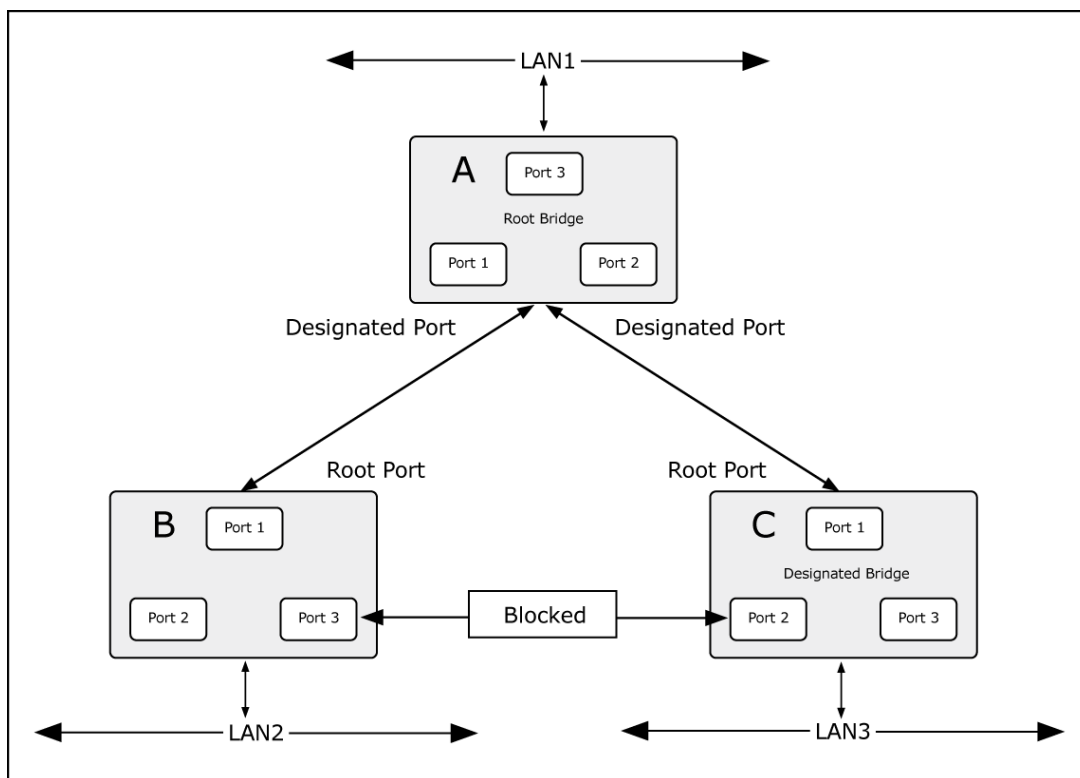 LAN1
A
Port 3
Root Bridge
Port 1
Port 2
Designated Port
Designated Port
Root Port
Root Port
B
Port 1
Port 2
Port 3
Blocked
C
Port 1
Designated Bridge
Port 2
Port 3
LAN2
LAN3